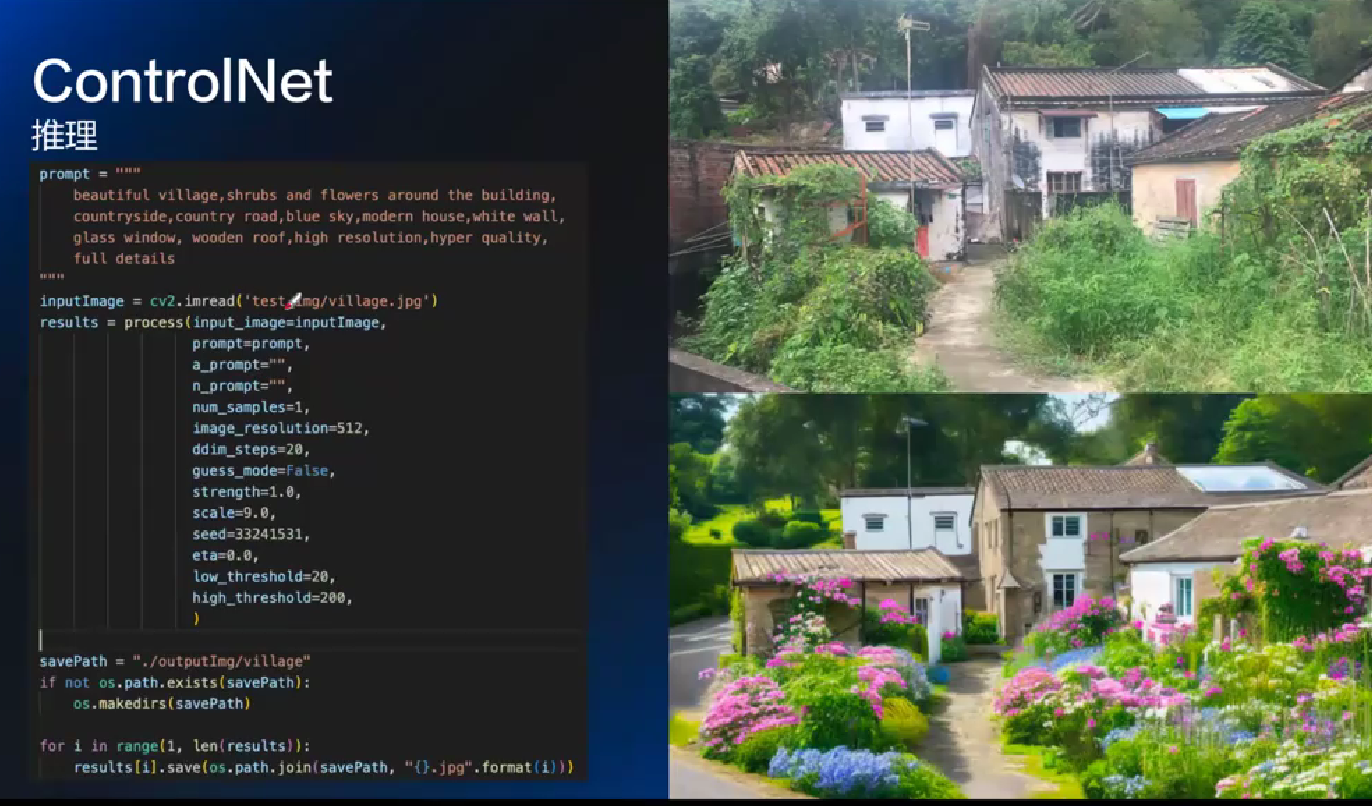 ControlNet
推理
prompt = """
beautiful village,shrubs and flowers around the building,
countryside,country road,blue sky,modern house,white wall,
glass window, wooden roof,high resolution,hyper quality,
full details
"""
inputImage = cv2.imread('test_img/village.jpg')
results = process(input_image=inputImage,
prompt=prompt,
a_prompt="",
n_prompt="",
num_samples=1,
image_resolution=512,
ddim_steps=20,
guess_mode=False,
strength=1.0,
scale=9.0,
seed=33241531,
eta=0.0,
low_threshold=20,
high_threshold=200,
)
savePath = "./outputImg/village"
if not os.path.exists(savePath):
os.makedirs(savePath)
for i in range(1, len(results)):
results[i].save(os.path.join(savePath, "{}.jpg".format(i)))